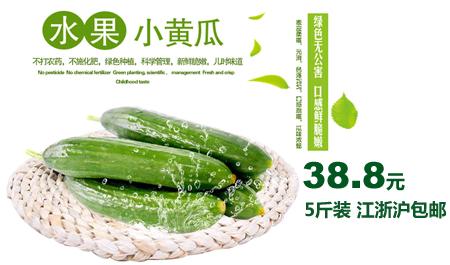 水果小黄瓜
不打农药，不施化肥，绿色种植，科学管理，新鲜脆嫩，儿时味道
No pesticide No chemical fertilizer Green planting, scientific , management Fresh and crisp
Childhood taste
绿色无公害 口感鲜脆嫩
38.8元
5斤装 江浙沪包邮